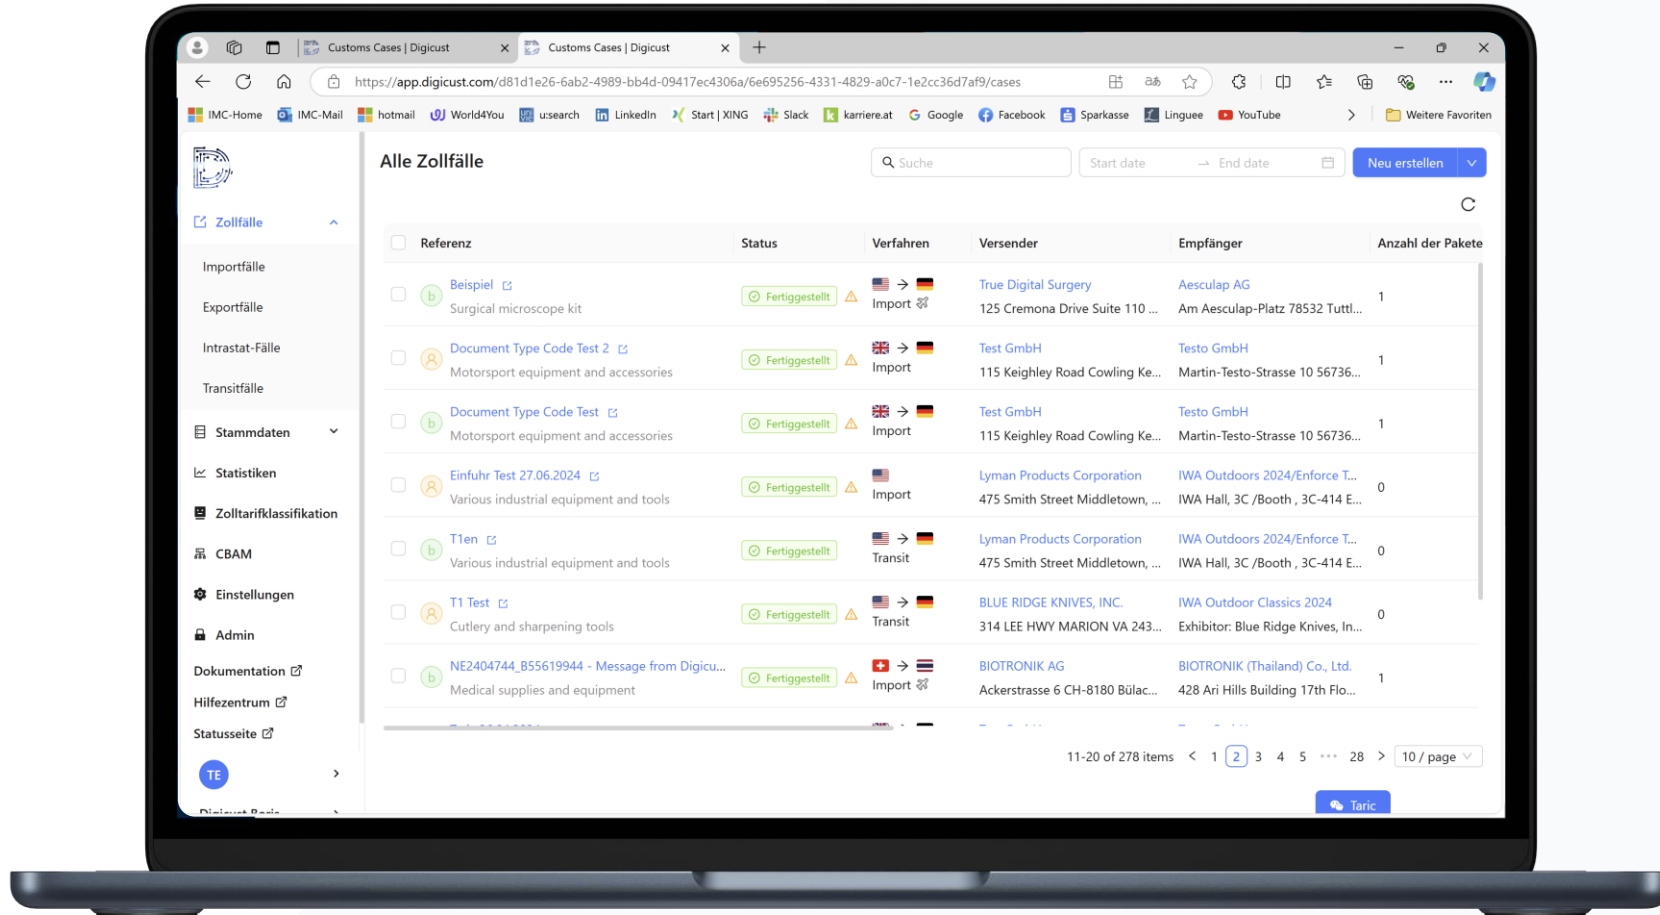 Customs Cases | Digicust
Customs Cases | Digicust
https://app.digicust.com/d81d1e26-6ab2-4989-bb4d-09417ec4306a/6e695256-4331-4829-a0c7-1e2cc36d7af9/cases
IMC-Home IMC-Mail hotmail World4You u:search LinkedIn Start | XING Slack karriere.at Google Facebook Sparkasse Linguee YouTube Weitere Favoriten
Alle Zollfälle
Suche
Start date
End date
Neu erstellen
Zollfälle
Importfälle
Exportfälle
Intrastat-Fälle
Transitfälle
Stammdaten
Statistiken
Zolltarifklassifikation
CBAM
Einstellungen
Admin
Dokumentation
Hilfezentrum
Statusseite
TE
Digicust Boris
Referenz Status Verfahren Versender Empfänger Anzahl der Pakete
b Beispiel Fertiggestellt True Digital Surgery Aesculap AG 1
Surgical microscope kit Import 125 Cremona Drive Suite 110 ... Am Aesculap-Platz 78532 Tuttl...
Document Type Code Test 2 Fertiggestellt Test GmbH Testo GmbH 1
Motorsport equipment and accessories Import 115 Keighley Road Cowling Ke... Martin-Testo-Strasse 10 56736...
b Document Type Code Test Fertiggestellt Test GmbH Testo GmbH 1
Motorsport equipment and accessories Import 115 Keighley Road Cowling Ke... Martin-Testo-Strasse 10 56736...
Einfuhr Test 27.06.2024 Fertiggestellt Lyman Products Corporation IWA Outdoors 2024/Enforce T... 0
Various industrial equipment and tools Import 475 Smith Street Middletown, ... IWA Hall, 3C /Booth , 3C-414 E...
b T1en Fertiggestellt Lyman Products Corporation IWA Outdoors 2024/Enforce T... 0
Various industrial equipment and tools Transit 475 Smith Street Middletown, ... IWA Hall, 3C /Booth , 3C-414 E...
T1 Test Fertiggestellt BLUE RIDGE KNIVES, INC. IWA Outdoor Classics 2024 0
Cutlery and sharpening tools Transit 314 LEE HWY MARION VA 243... Exhibitor: Blue Ridge Knives, In...
b NE2404744_B55619944 - Message from Digicu... Fertiggestellt BIOTRONIK AG BIOTRONIK (Thailand) Co., Ltd. 1
Medical supplies and equipment Import Ackerstrasse 6 CH-8180 Bülac... 428 Ari Hills Building 17th Flo...
11-20 of 278 items < 1 2 3 4 5 ••• 28 > 10 / page
Taric